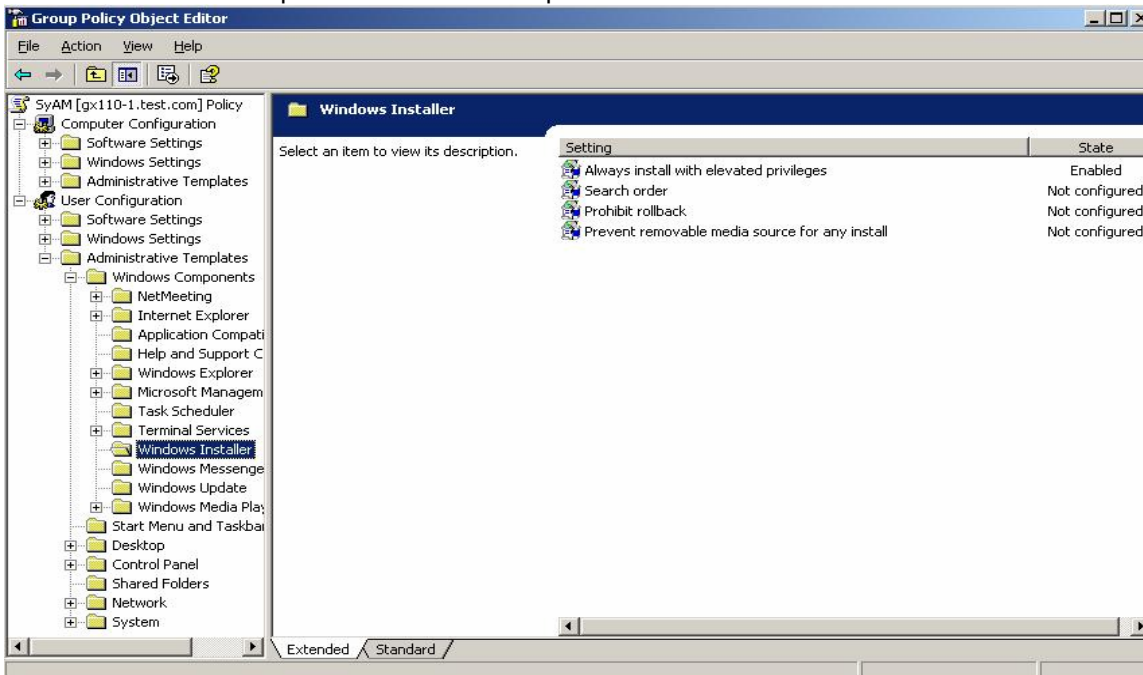 Group Policy Object Editor
File Action View Help
SyAM [gx110-1.test.com] Policy
Computer Configuration
Software Settings
Windows Settings
Administrative Templates
User Configuration
Software Settings
Windows Settings
Administrative Templates
Windows Components
NetMeeting
Internet Explorer
Application Compati
Help and Support C
Windows Explorer
Microsoft Managem
Task Scheduler
Terminal Services
Windows Installer
Windows Messenge
Windows Update
Windows Media Play
Start Menu and Taskbar
Desktop
Control Panel
Shared Folders
Network
System
Windows Installer
Select an item to view its description.
Setting State
Always install with elevated privileges Enabled
Search order Not configured
Prohibit rollback Not configured
Prevent removable media source for any install Not configured
Extended Standard